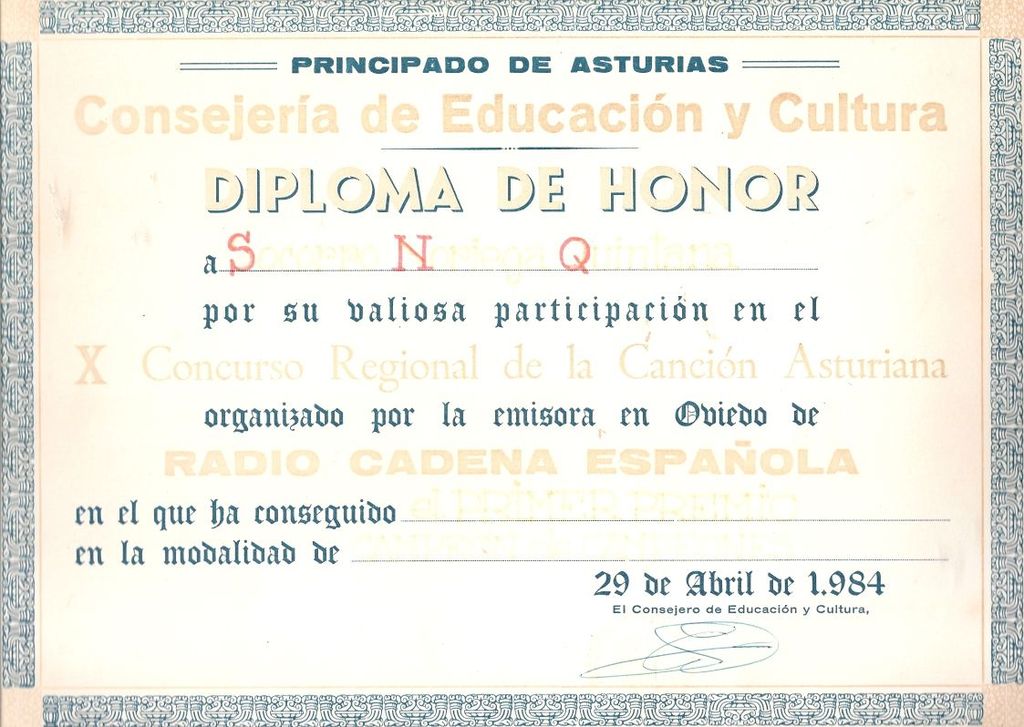 PRINCIPADO DE ASTURIAS
Consejería de Educación y Cultura
DIPLOMA DE HONOR
a Socorro Noriega Quintana
por su valiosa participación en el
X Concurso Regional de la Canción Asturiana
organizado por la emisora en Oviedo de
RADIO CADENA ESPAÑOLA
en el que ha conseguido el PRIMER PREMIO
en la modalidad de
29 de Abril de 1.984
El Consejero de Educación y Cultura,